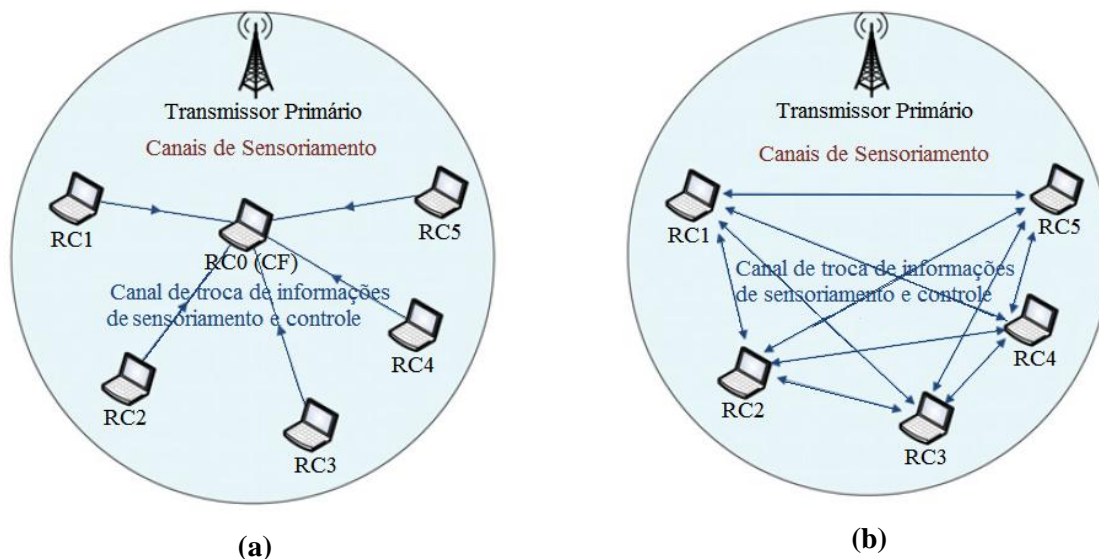 Transmissor Primário
Canais de Sensoriamento
RC1
RC5
RC0 (CF)
Canal de troca de informações
de sensoriamento e controle
RC4
RC2
RC3
(a)
Transmissor Primário
Canais de Sensoriamento
RC1
RC5
Canal de troca de informações
de sensoriamento e controle
RC4
RC2
RC3
(b)